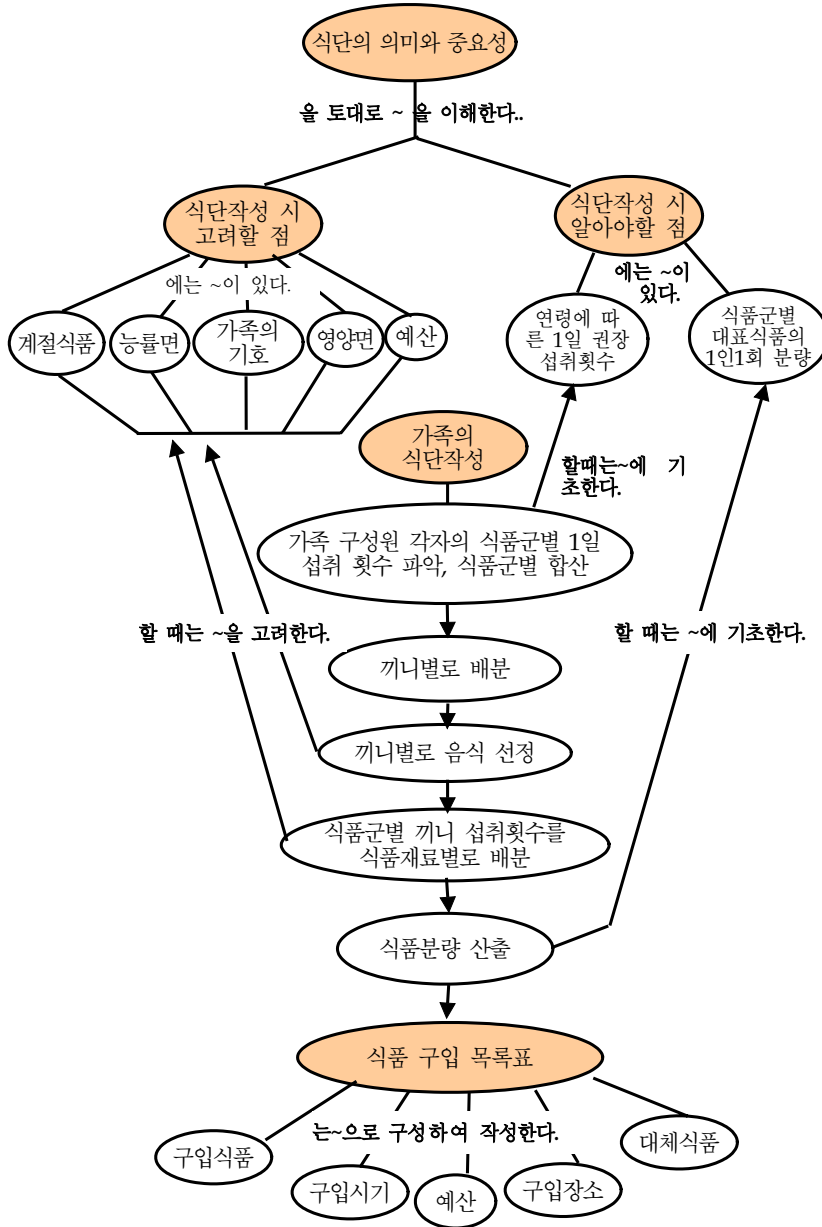 식단의 의미와 중요성
을 토대로 ~ 을 이해한다..
식단작성 시
고려할 점
식단작성 시
알아야할 점
에는 ~이 있다.
에는 ~이
있다.
계절식품
능률면
가족의
기호
영양면
예산
연령에 따
른 1일 권장
섭취횟수
식품군별
대표식품의
1인1회 분량
가족의
식단작성
할때는~에 기
초한다.
가족 구성원 각자의 식품군별 1일
섭취 횟수 파악, 식품군별 합산
할 때는 ~을 고려한다.
할 때는 ~에 기초한다.
끼니별로 배분
끼니별로 음식 선정
식품군별 끼니 섭취횟수를
식품재료별로 배분
식품분량 산출
식품 구입 목록표
는~으로 구성하여 작성한다.
구입식품
구입시기
예산
구입장소
대체식품